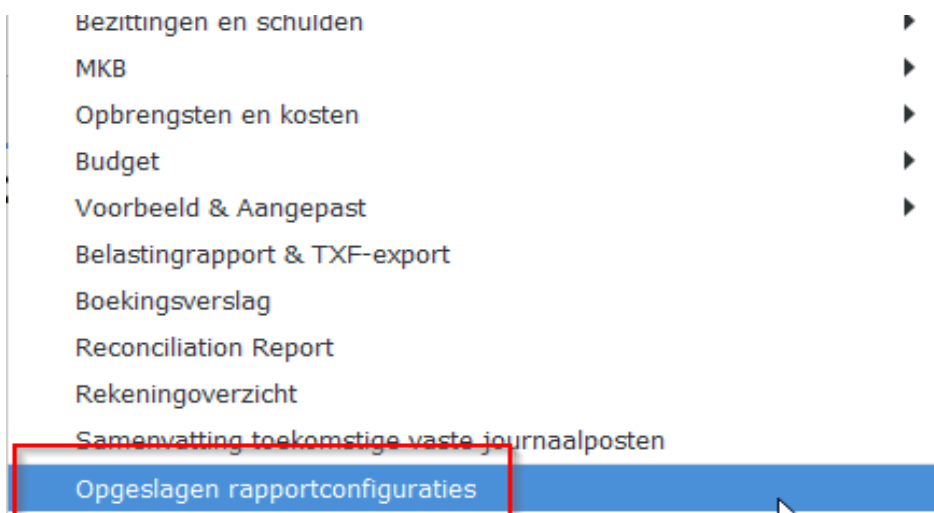 Bezittingen en schulden
MKB
Opbrengsten en kosten
Budget
Voorbeeld & Aangepast
Belastingrapport & TXF-export
Boekingsverslag
Reconciliation Report
Rekeningoverzicht
Samenvatting toekomstige vaste journaalposten
Opgeslagen rapportconfiguraties